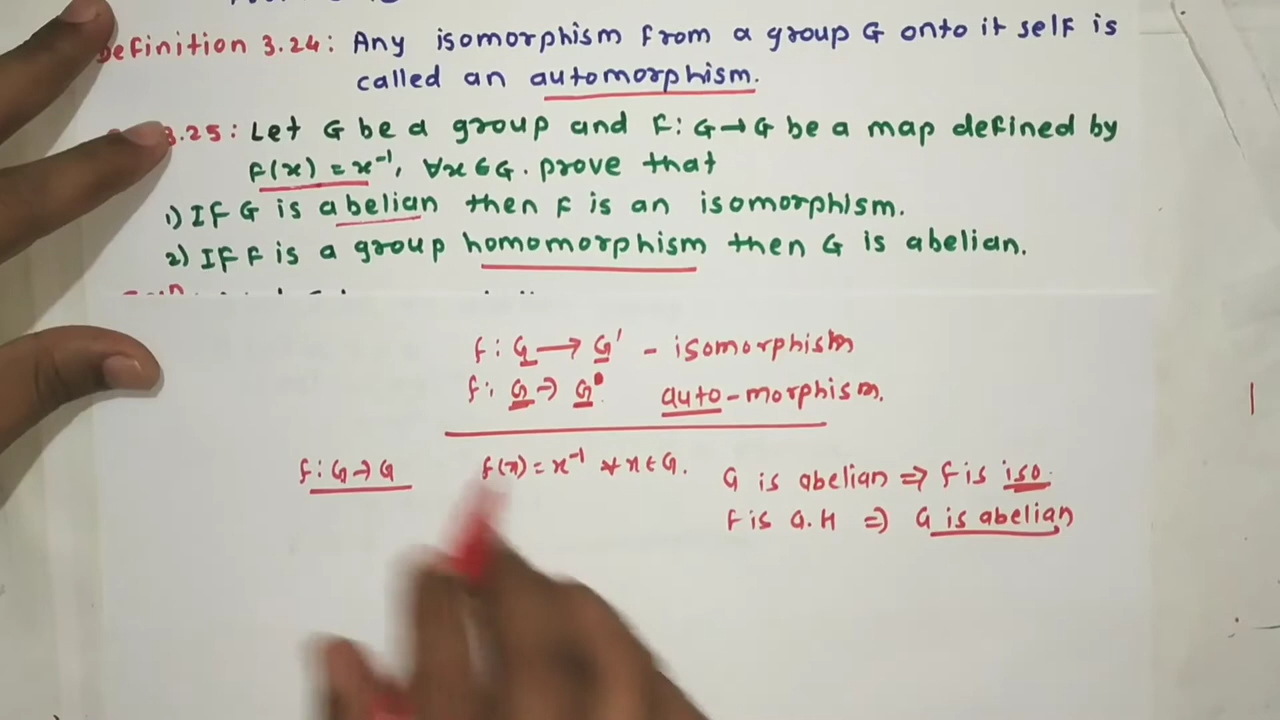 Definition 3.24: Any isomorphism from a group G onto it self is
called an automorphism.
3.25: Let G be a group and F: G→G be a map defined by
F(x) = x⁻¹, ∀x∈G. prove that
1) IF G is abelian then F is an isomorphism.
2) IF F is a group homomorphism then G is abelian.
f: G → G' - isomorphism
f: G → G auto-morphism.
f: G → G f(x) = x⁻¹ ∀ x ∈ G. G is abelian ⇒ f is iso.
F is G.H ⇒ G is abelian